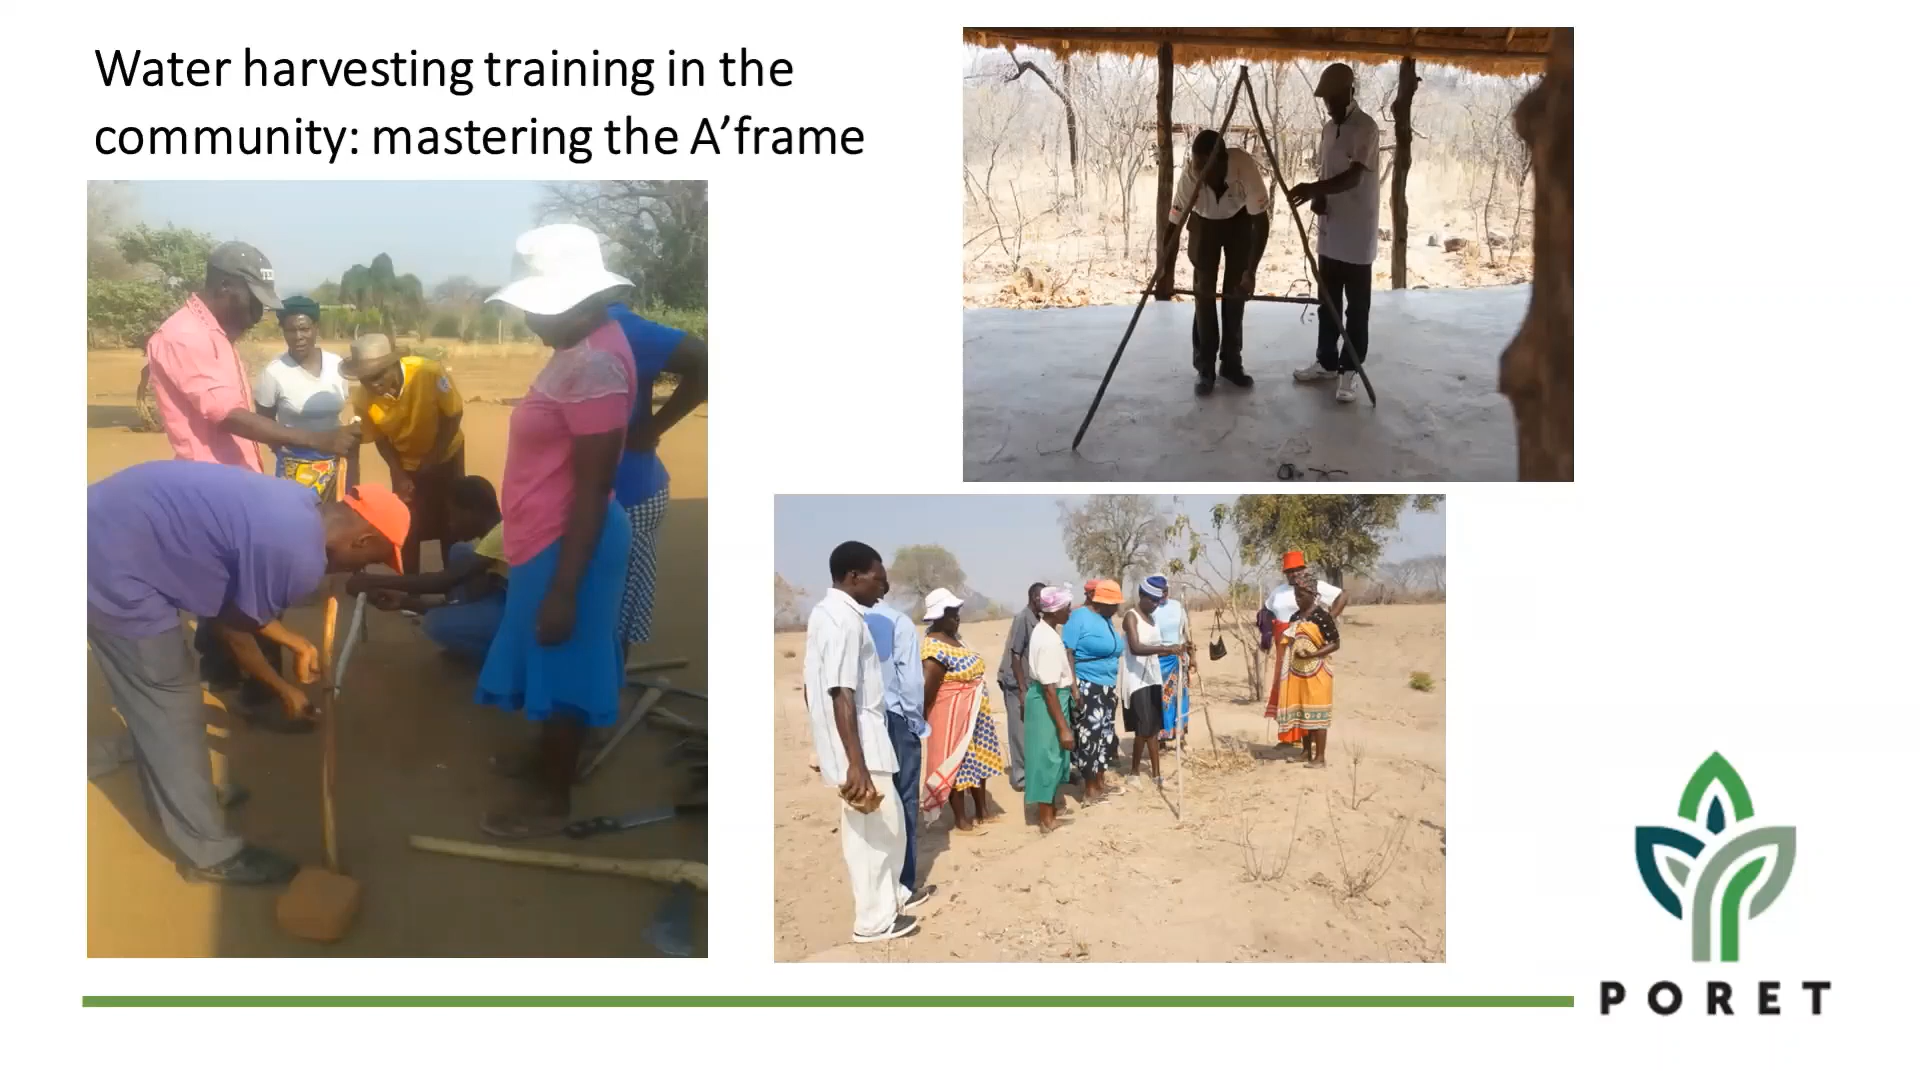 Water harvesting training in the
community: mastering the A’frame
PORET